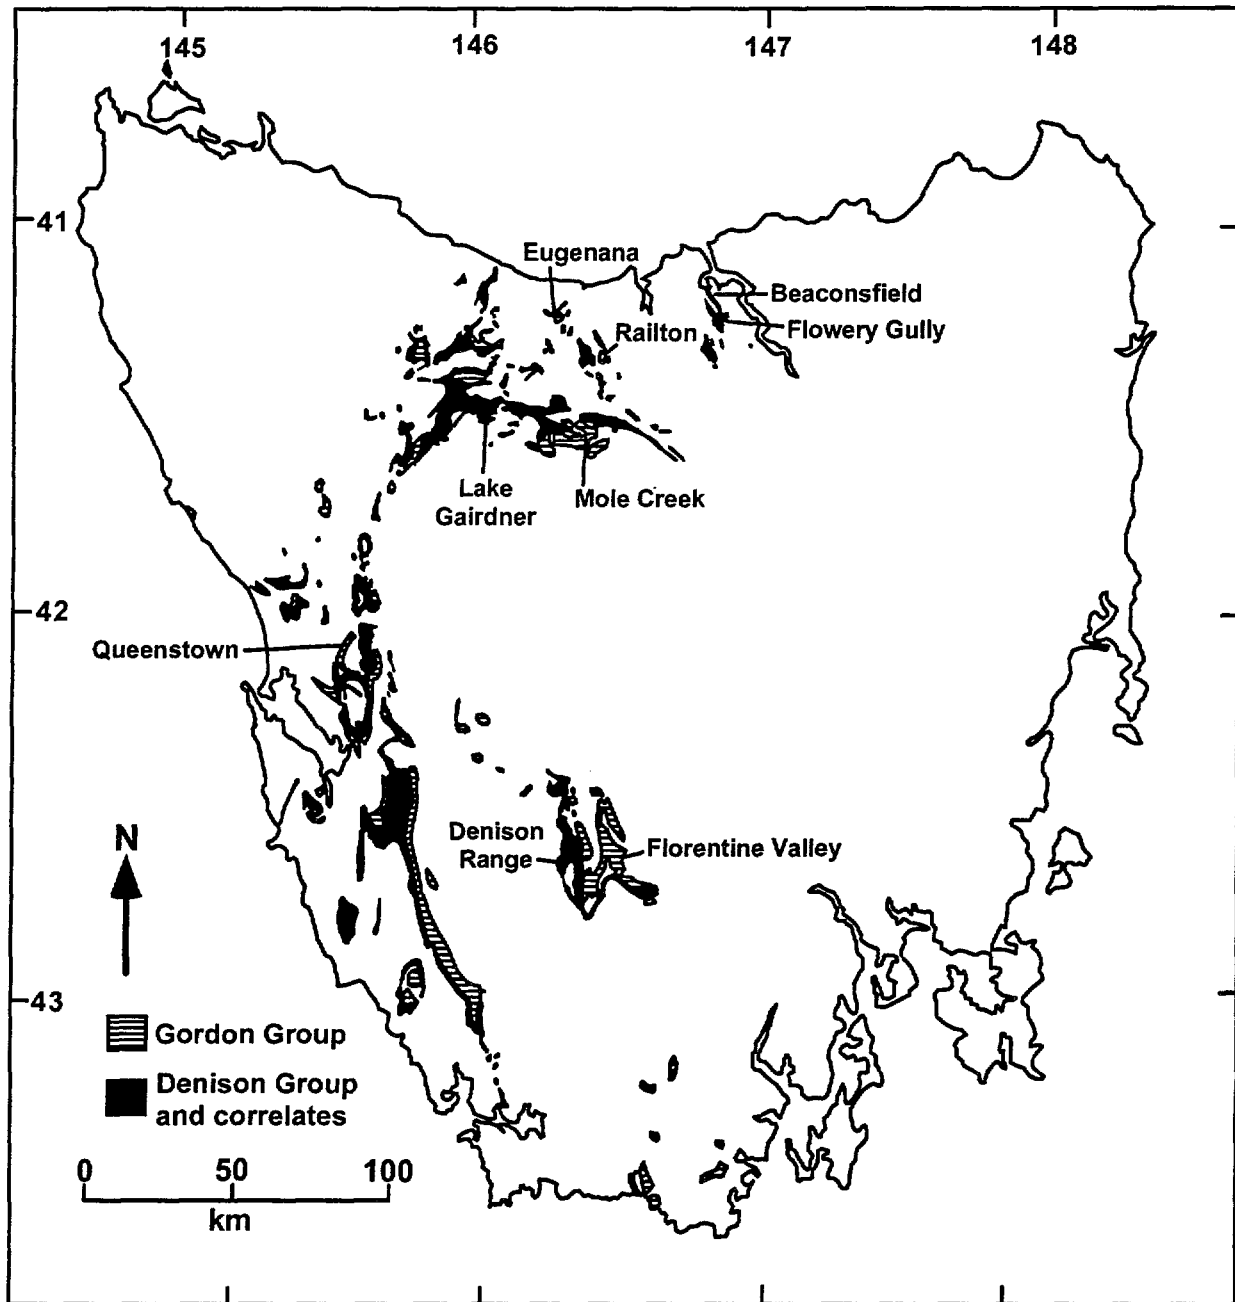 145
146
147
148
41
Eugenana
Beaconsfield
Flowery Gully
Railton
Lake
Gairdner
Mole Creek
42
Queenstown
Denison
Range
Florentine Valley
N
43
Gordon Group
Denison Group
and correlates
0 50 100
km